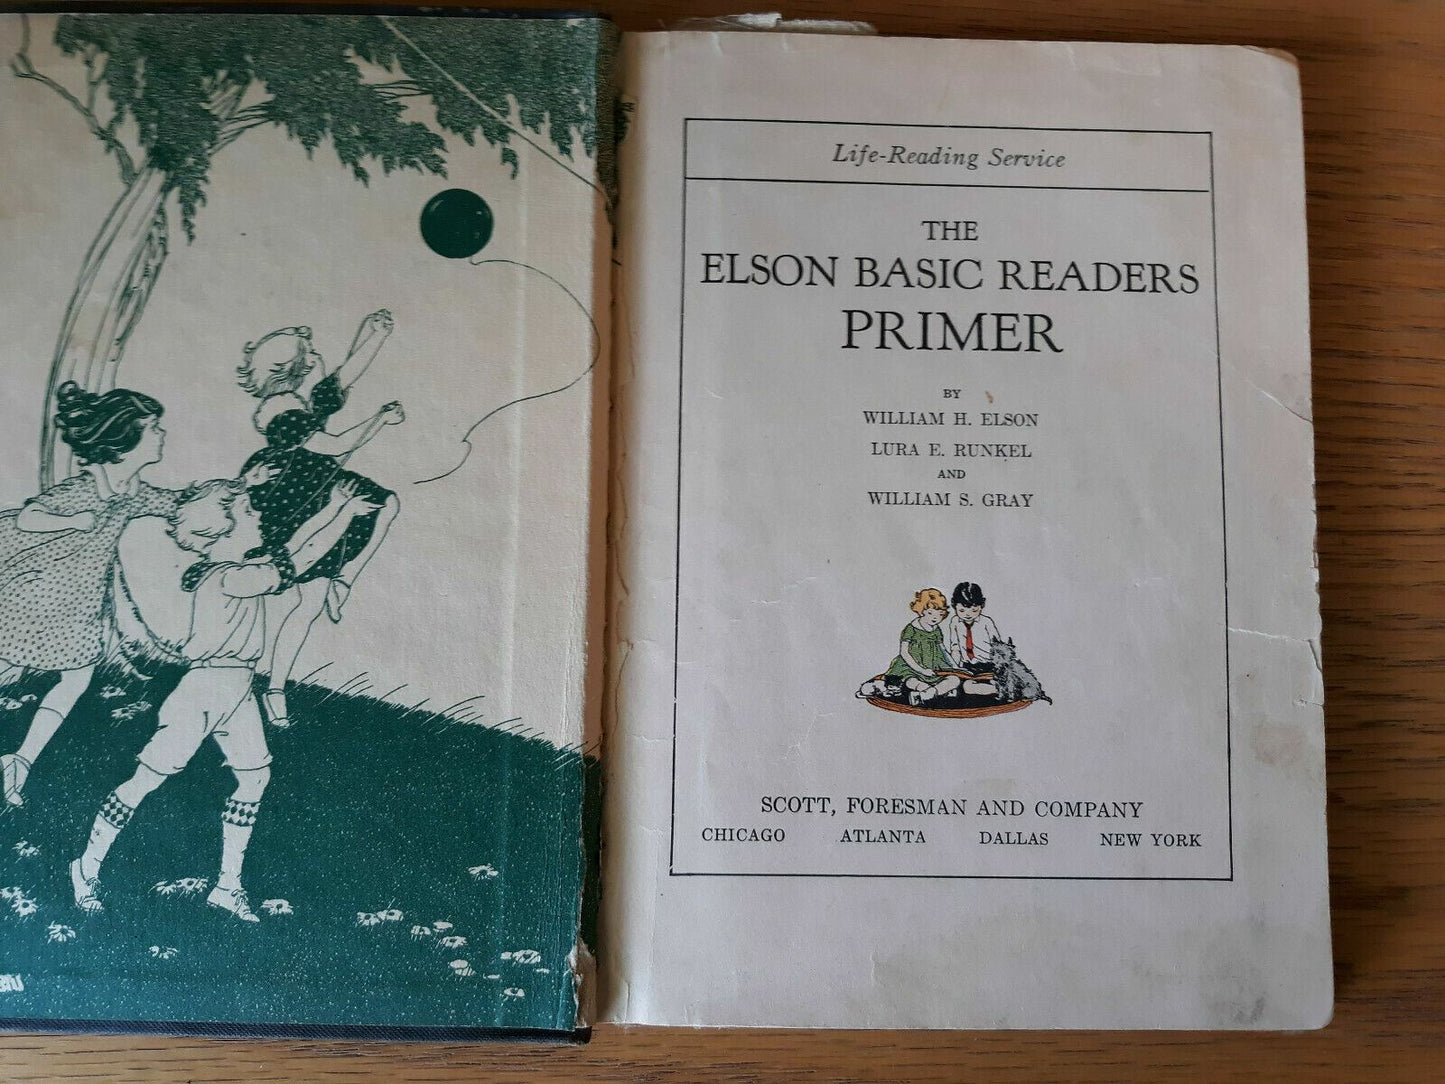 Life-Reading Service
THE
ELSON BASIC READERS
PRIMER
BY
WILLIAM H. ELSON
LURA E. RUNKEL
AND
WILLIAM S. GRAY
SCOTT, FORESMAN AND COMPANY
CHICAGO ATLANTA DALLAS NEW YORK